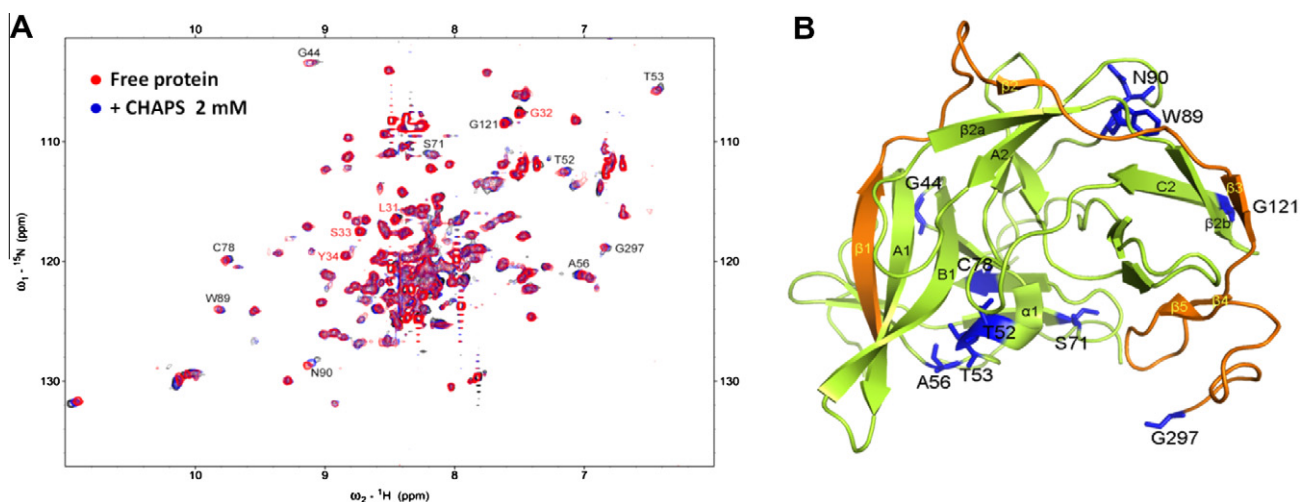 A
10
9
8
7
G44
T53
Free protein
+ CHAPS 2 mM
G32
G121
S71
T52
110
110
L31
S33
Y34
C78
G297
A56
120
120
W89
N90
130
130
10
9
8
7
ω1 - 15N (ppm)
ω2 - 1H (ppm)
B
β2
N90
W89
β2a
A2
G44
C2
β3
G121
β2b
β1
A1
B1
C78
α1
β4
β5
T52
S71
A56
T53
G297